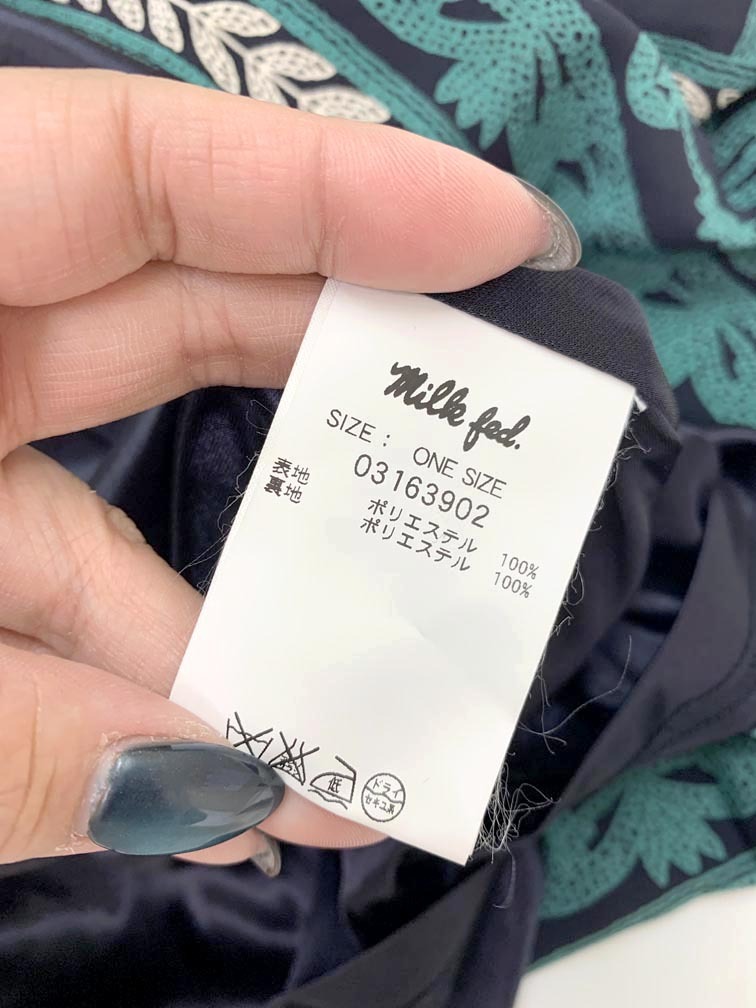 Milk fed.
SIZE : ONE SIZE
03163902
表地 ポリエステル 100%
裏地 ポリエステル 100%
低
ドライ
セキユ系